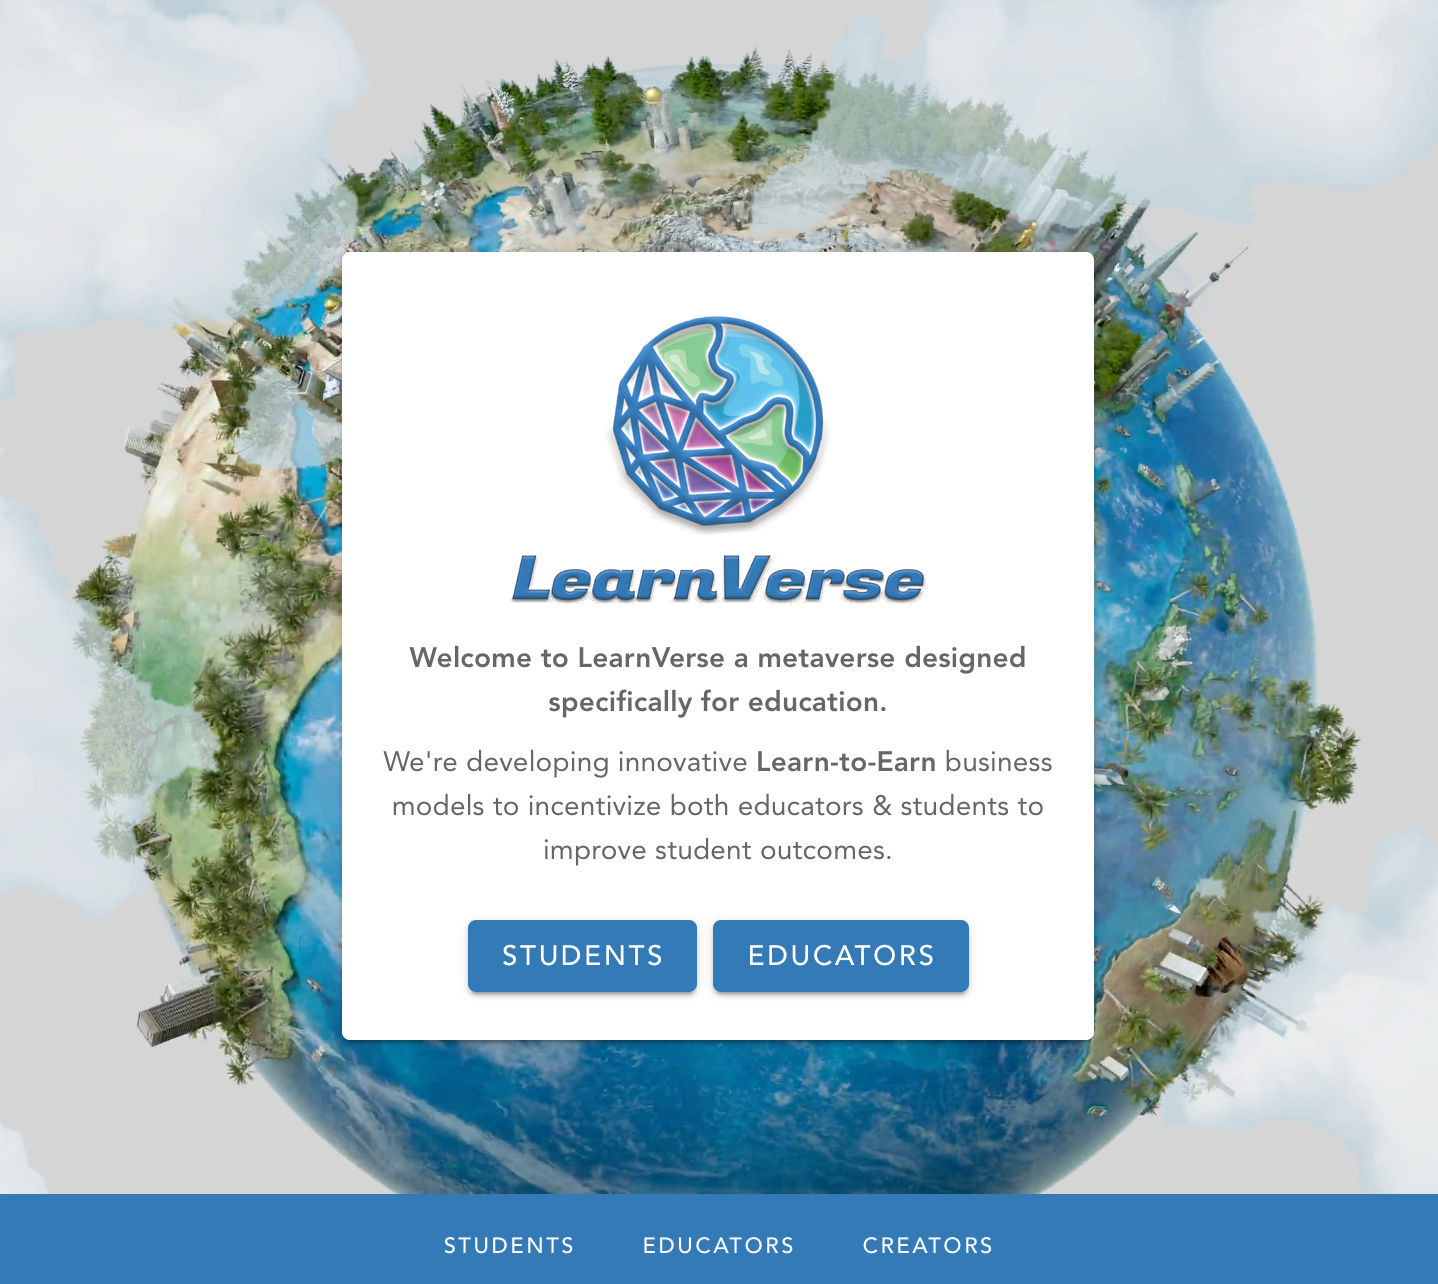 LearnVerse
Welcome to LearnVerse a metaverse designed
specifically for education.
We're developing innovative Learn-to-Earn business
models to incentivize both educators & students to
improve student outcomes.
STUDENTS EDUCATORS
STUDENTS EDUCATORS CREATORS